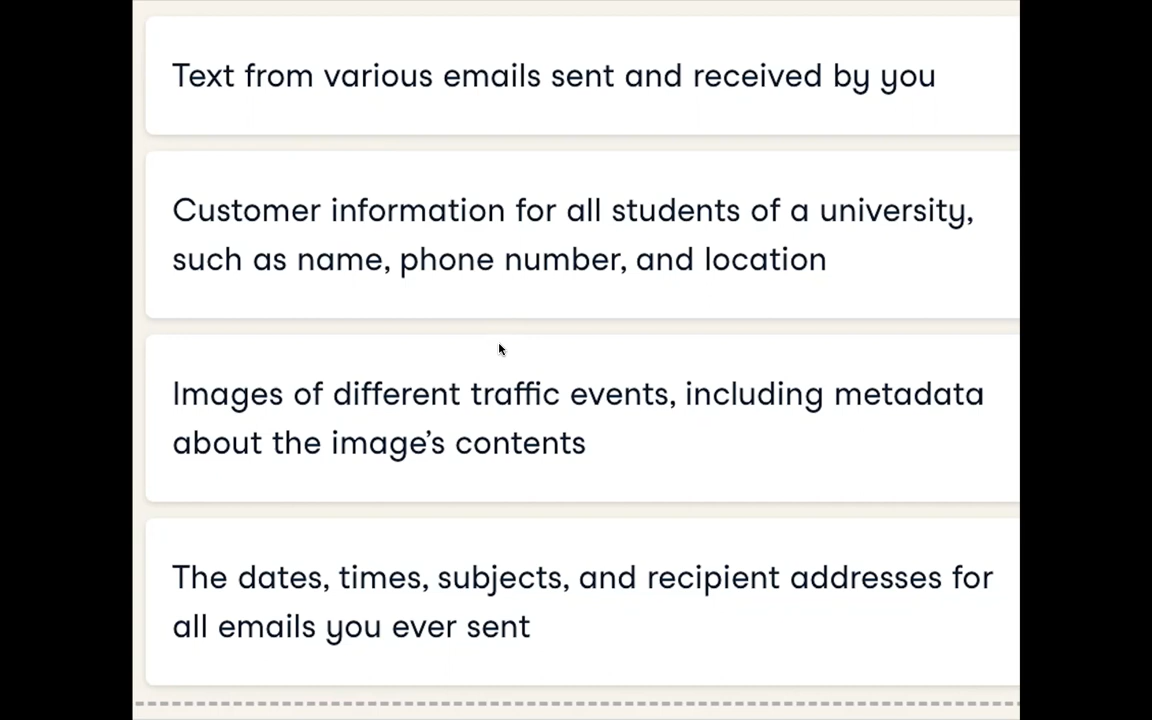 Text from various emails sent and received by you
Customer information for all students of a university,
such as name, phone number, and location
Images of different traffic events, including metadata
about the image’s contents
The dates, times, subjects, and recipient addresses for
all emails you ever sent